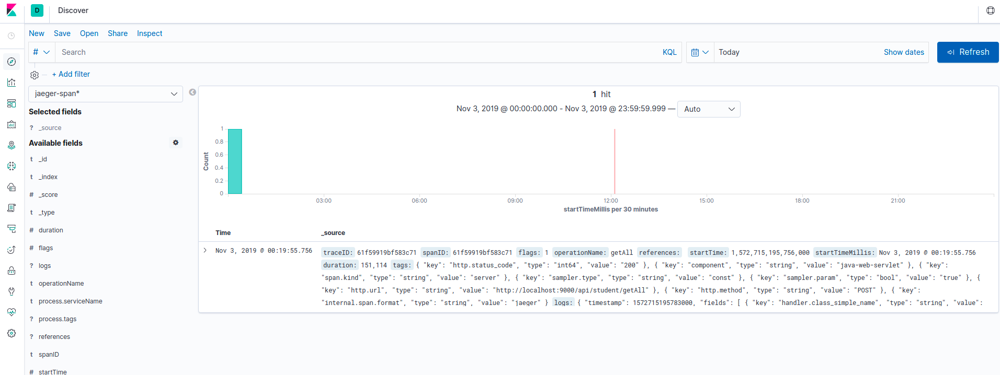 D Discover
New Save Open Share Inspect
# Search KQL Today Show dates Refresh
+ Add filter
jaeger-span*
Selected fields
? _source
Available fields
t _id
t _index
# _score
t _type
# duration
# flags
? logs
t operationName
t process.serviceName
? process.tags
? references
t spanID
# startTime
1 hit
Nov 3, 2019 @ 00:00:00.000 - Nov 3, 2019 @ 23:59:59.999 — Auto
Count
1
0.8
0.6
0.4
0.2
0
03:00 06:00 09:00 12:00 15:00 18:00 21:00
startTimeMillis per 30 minutes
Time _source
Nov 3, 2019 @ 00:19:55.756 traceID: 61f59919bf583c71 spanID: 61f59919bf583c71 flags: 1 operationName: getAll references: startTime: 1,572,715,195,756,000 startTimeMillis: Nov 3, 2019 @ 00:19:55.756
duration: 151,114 tags: { "key": "http.status_code", "type": "int64", "value": "200" }, { "key": "component", "type": "string", "value": "java-web-servlet" }, { "key":
"span.kind", "type": "string", "value": "server" }, { "key": "sampler.type", "type": "string", "value": "const" }, { "key": "sampler.param", "type": "bool", "value": "true" }, {
"key": "http.url", "type": "string", "value": "http://localhost:9000/api/student/getAll" }, { "key": "http.method", "type": "string", "value": "POST" }, { "key":
"internal.span.format", "type": "string", "value": "jaeger" } logs: { "timestamp": 1572715195783000, "fields": [ { "key": "handler.class_simple_name", "type": "string", "value":